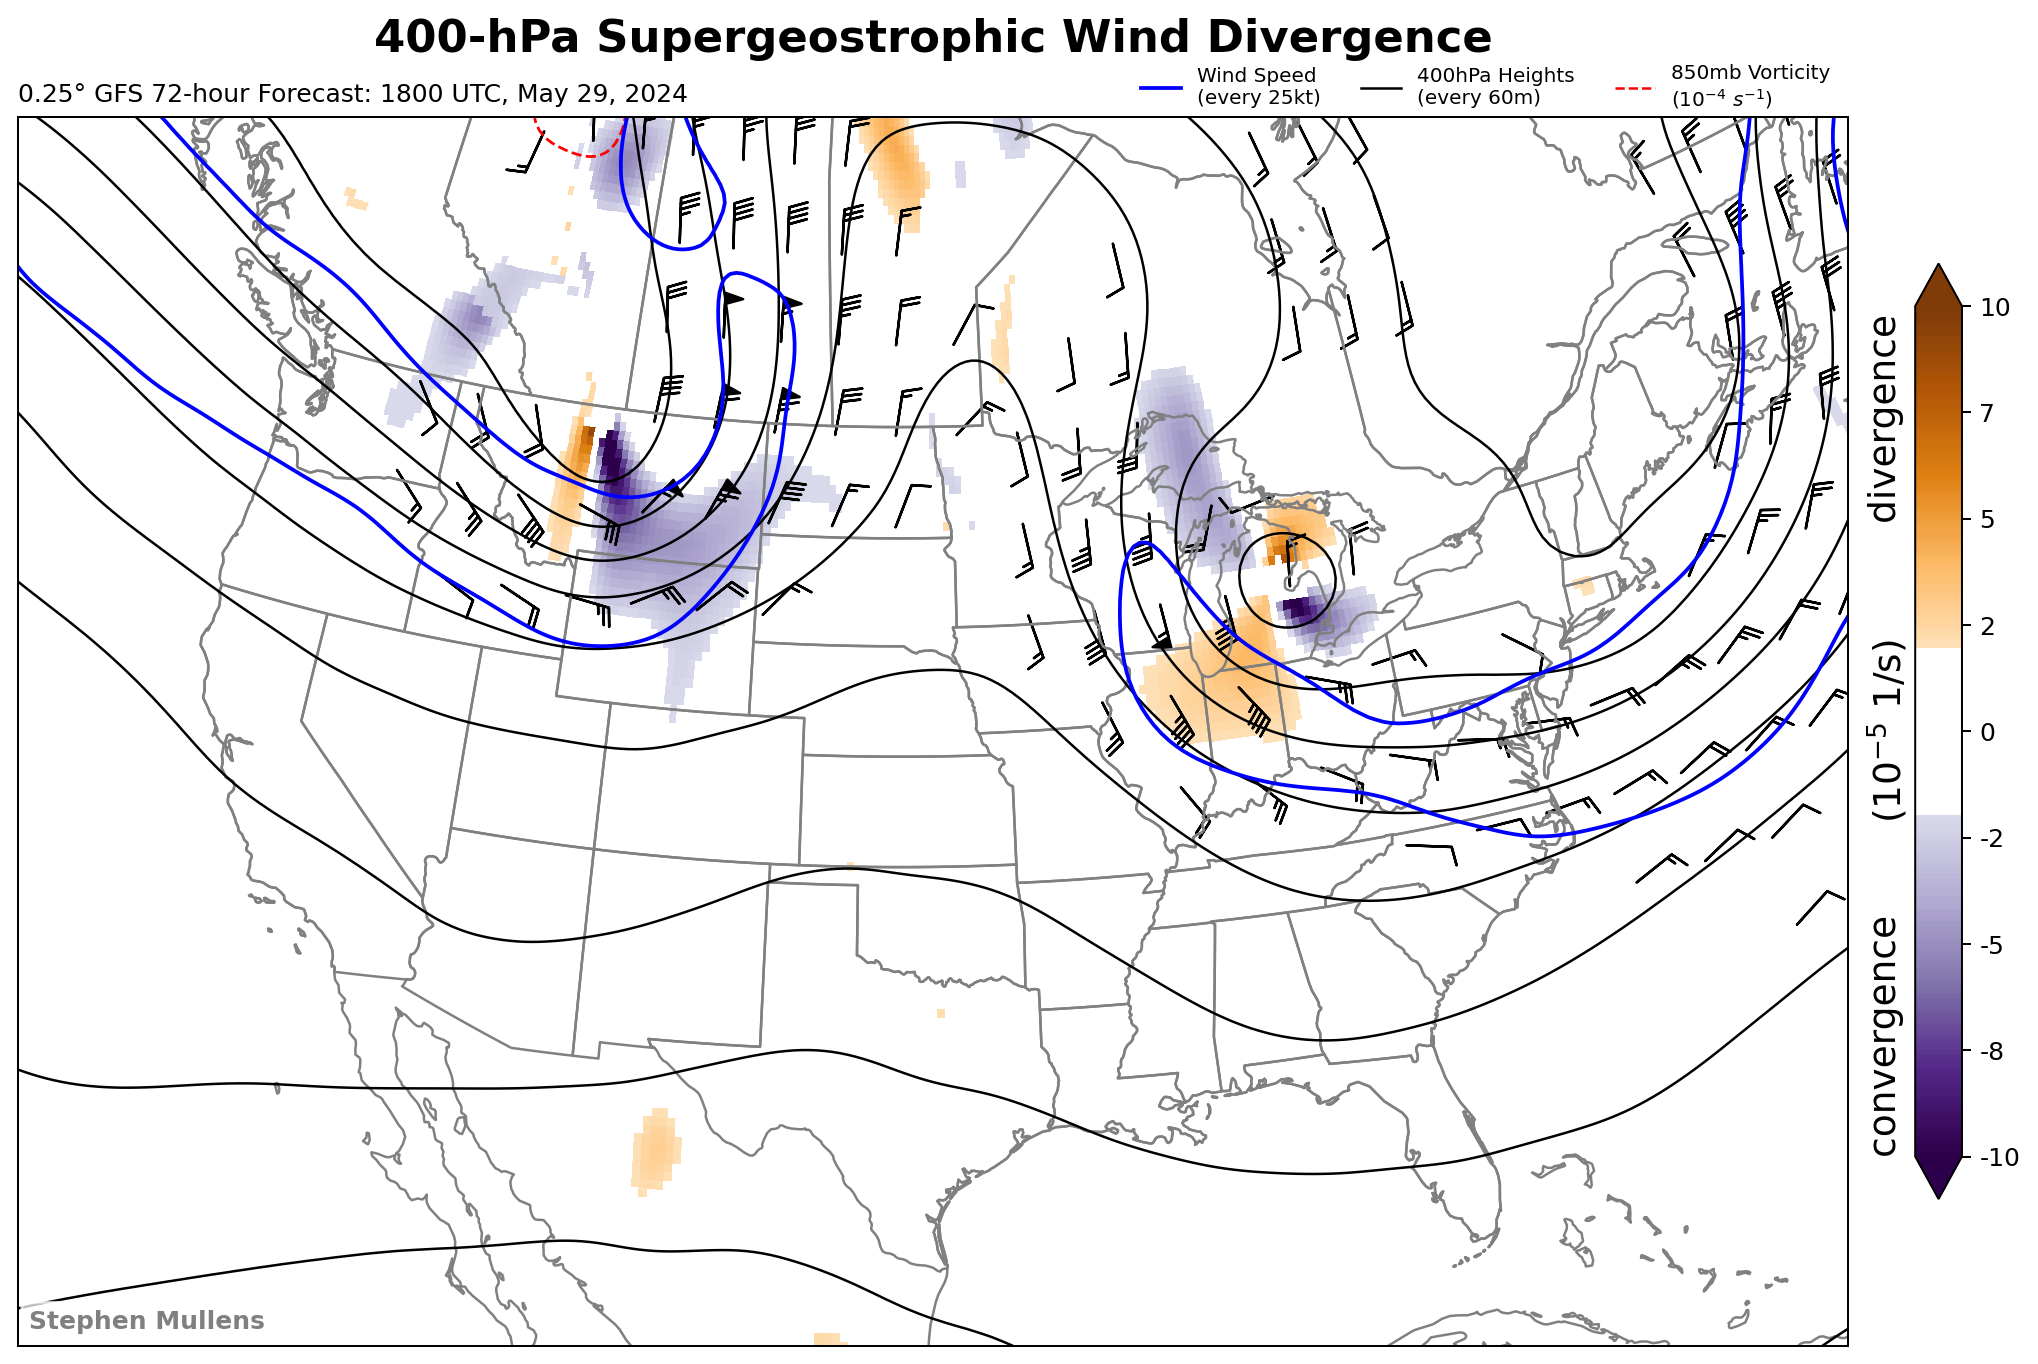 400-hPa Supergeostrophic Wind Divergence
0.25° GFS 72-hour Forecast: 1800 UTC, May 29, 2024
Wind Speed
(every 25kt)
400hPa Heights
(every 60m)
850mb Vorticity
(10⁻⁴ s⁻¹)
10
7
5
2
0
-2
-5
-8
-10
convergence (10⁻⁵ 1/s) divergence
Stephen Mullens